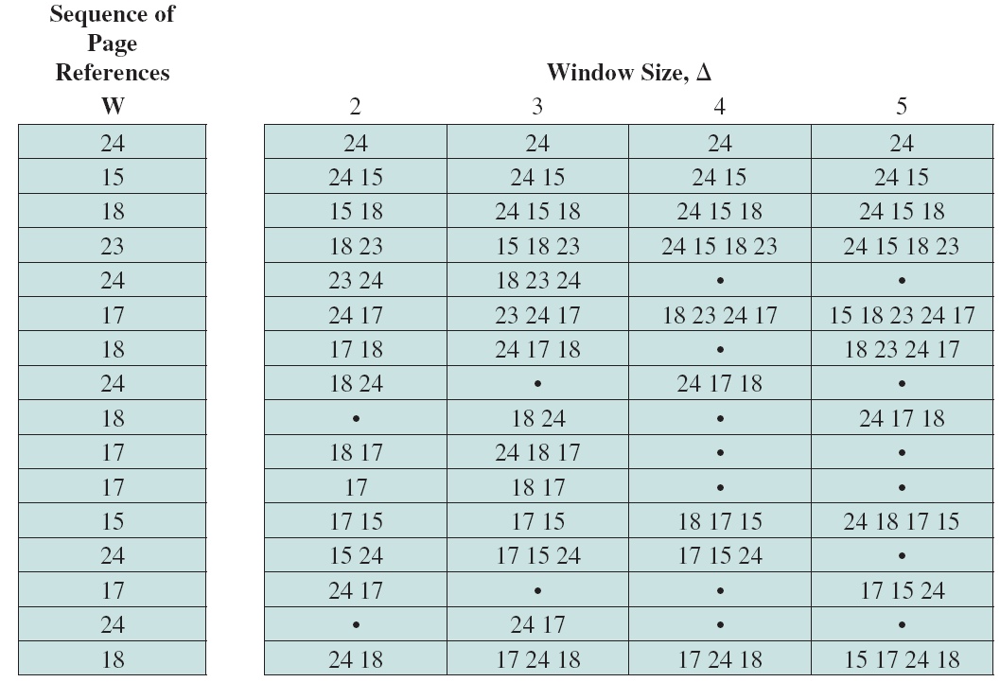 Sequence of
Page
References
Window Size, Δ
W 2 3 4 5
24 24 24 24 24
15 24 15 24 15 24 15 24 15
18 15 18 24 15 18 24 15 18 24 15 18
23 18 23 15 18 23 24 15 18 23 24 15 18 23
24 23 24 18 23 24 • •
17 24 17 23 24 17 18 23 24 17 15 18 23 24 17
18 17 18 24 17 18 • 18 23 24 17
24 18 24 • 24 17 18 •
18 • 18 24 • 24 17 18
17 18 17 24 18 17 • •
17 17 18 17 • •
15 17 15 17 15 18 17 15 24 18 17 15
24 15 24 17 15 24 17 15 24 •
17 24 17 • • 17 15 24
24 • 24 17 • •
18 24 18 17 24 18 17 24 18 15 17 24 18